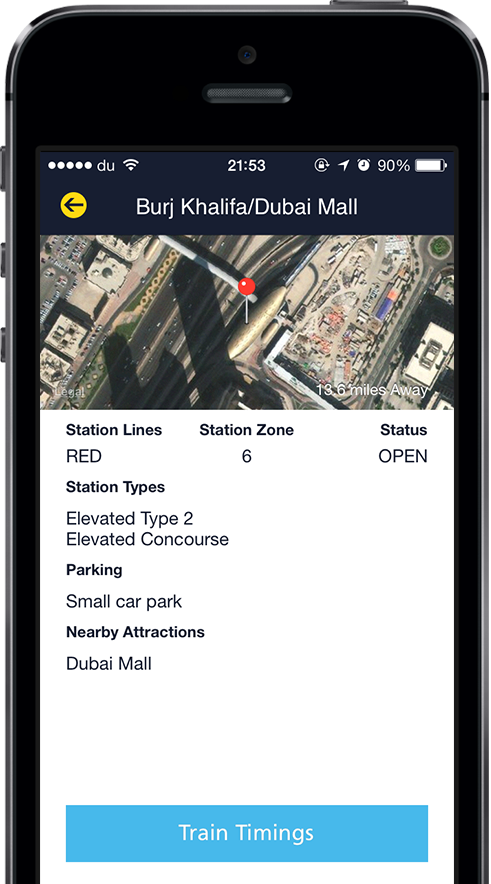 du 21:53 90%
Burj Khalifa/Dubai Mall
Legal 13.6 miles Away
Station Lines Station Zone Status
RED 6 OPEN
Station Types
Elevated Type 2
Elevated Concourse
Parking
Small car park
Nearby Attractions
Dubai Mall
Train Timings